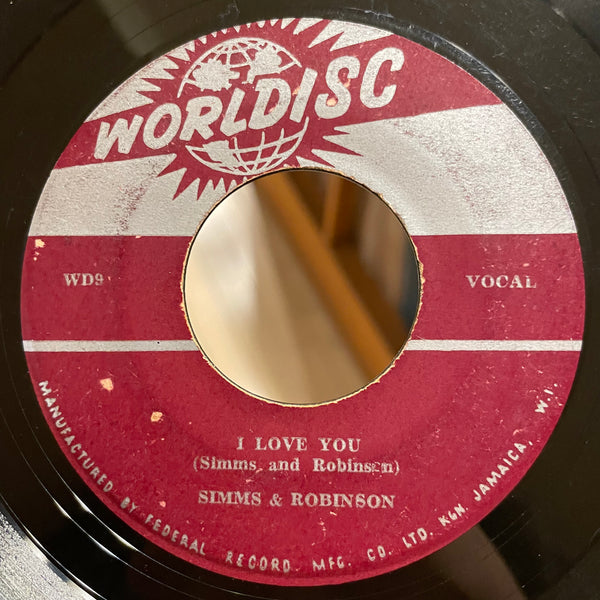 WORLDISC
WD9
VOCAL
I LOVE YOU
(Simms and Robinson)
SIMMS & ROBINSON
MANUFACTURED BY FEDERAL RECORD. MFG. CO. LTD. KGN. JAMAICA, W.I.